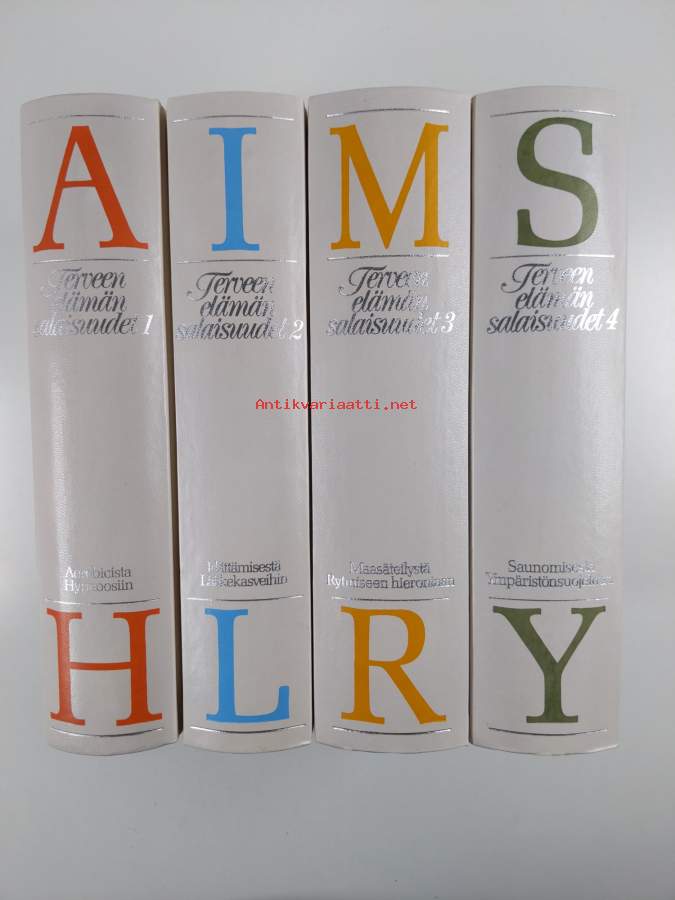 A
Terveen
elämän
salaisuudet 1
Aerobicista
Hypnoosiin
H
I
Terveen
elämän
salaisuudet 2
Lääkekasveihin
L
M
Terveen
elämän
salaisuudet 3
Maasäteilystä
Rytmiseen hierontaan
R
S
Terveen
elämän
salaisuudet 4
Saunomisesta
Ympäristönsuojeluun
Y
Antikvariaatti.net